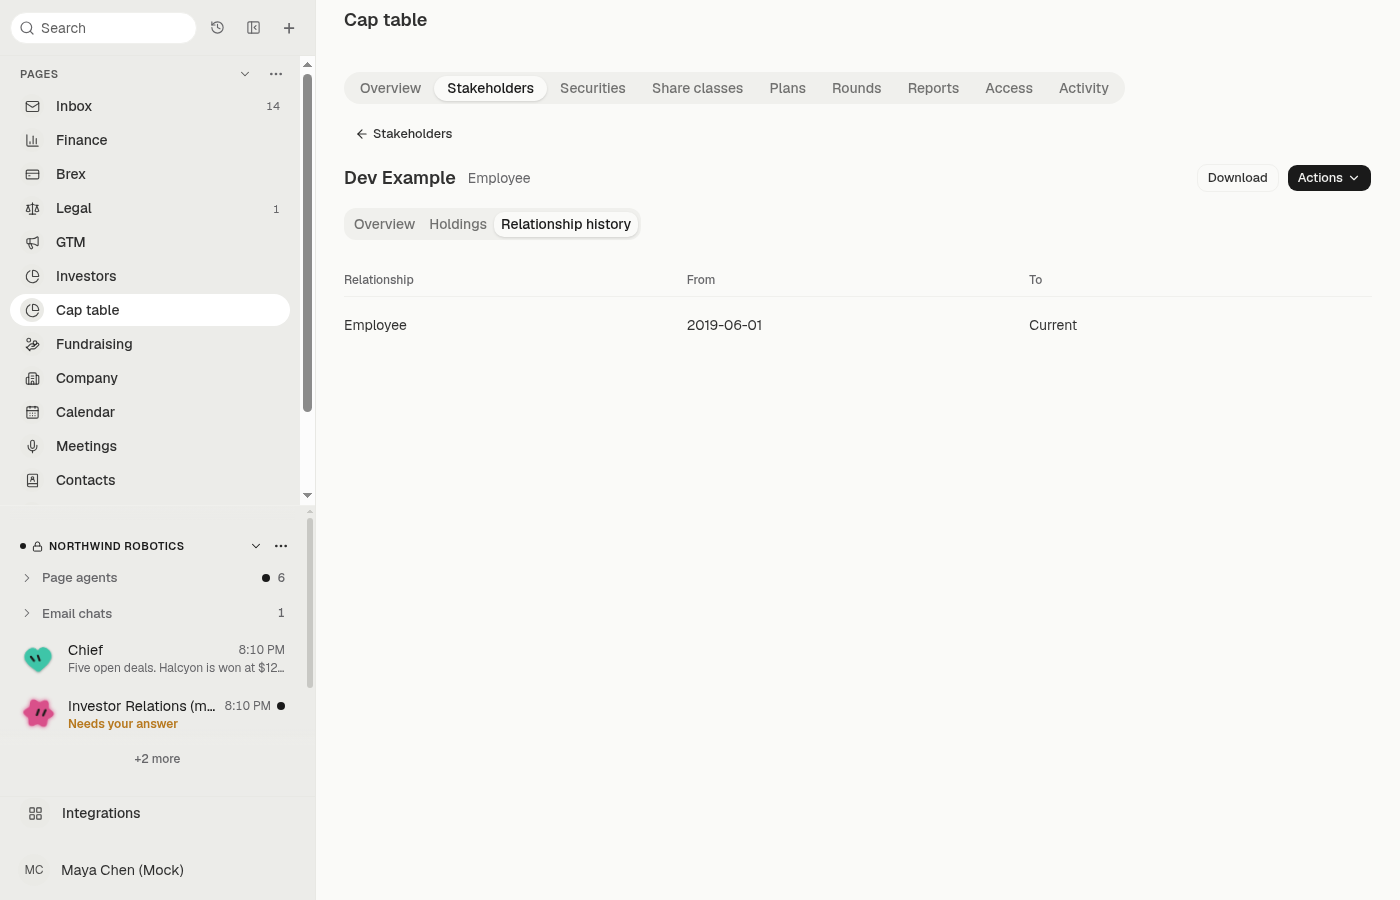 Search
PAGES
Inbox 14
Finance
Brex
Legal 1
GTM
Investors
Cap table
Fundraising
Company
Calendar
Meetings
Contacts
NORTHWIND ROBOTICS
Page agents 6
Email chats 1
Chief 8:10 PM
Five open deals. Halcyon is won at $12...
Investor Relations (m... 8:10 PM
Needs your answer
+2 more
Integrations
MC Maya Chen (Mock)
Cap table
Overview Stakeholders Securities Share classes Plans Rounds Reports Access Activity
Stakeholders
Dev Example Employee Download Actions
Overview Holdings Relationship history
Relationship From To
Employee 2019-06-01 Current